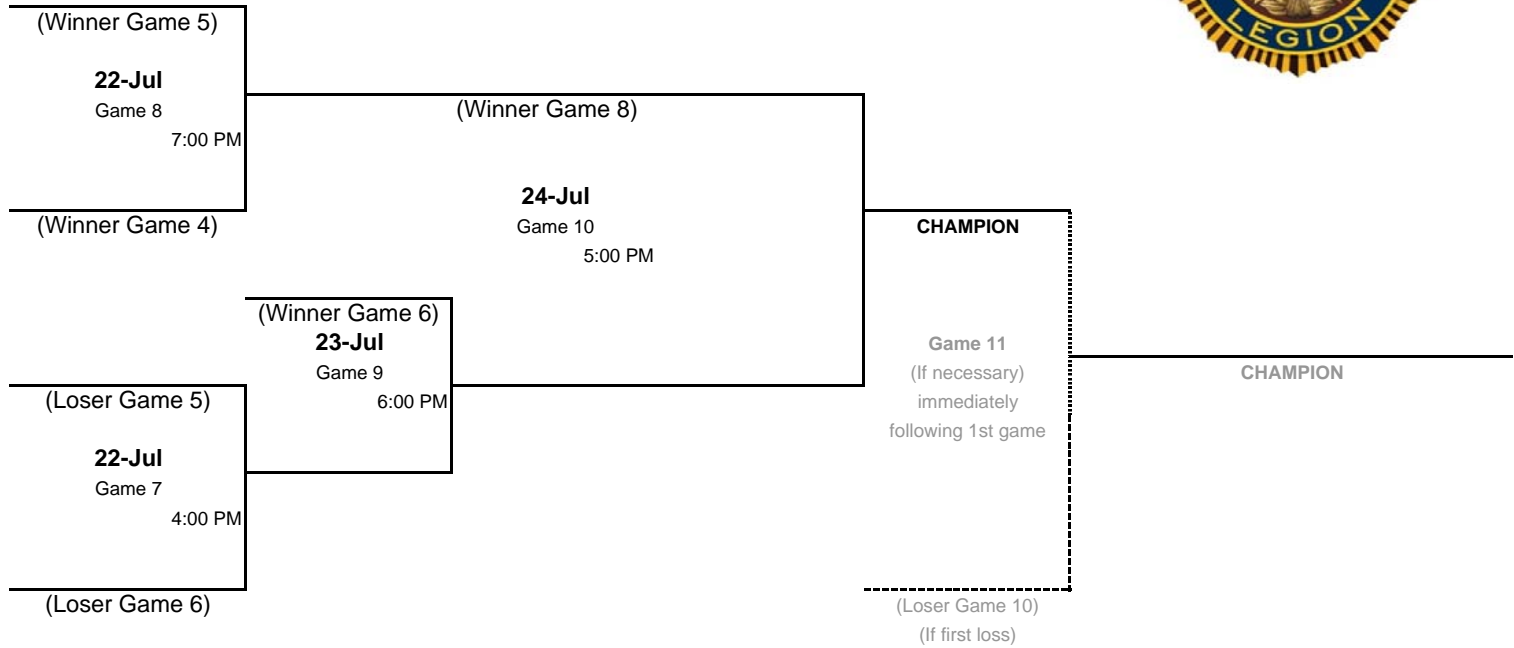 LEGION
(Winner Game 5)
22-Jul
Game 8
7:00 PM
(Winner Game 4)
(Winner Game 8)
24-Jul
Game 10
5:00 PM
(Winner Game 6)
23-Jul
Game 9
6:00 PM
(Loser Game 5)
22-Jul
Game 7
4:00 PM
(Loser Game 6)
CHAMPION
Game 11
(If necessary)
immediately
following 1st game
(Loser Game 10)
(If first loss)
CHAMPION